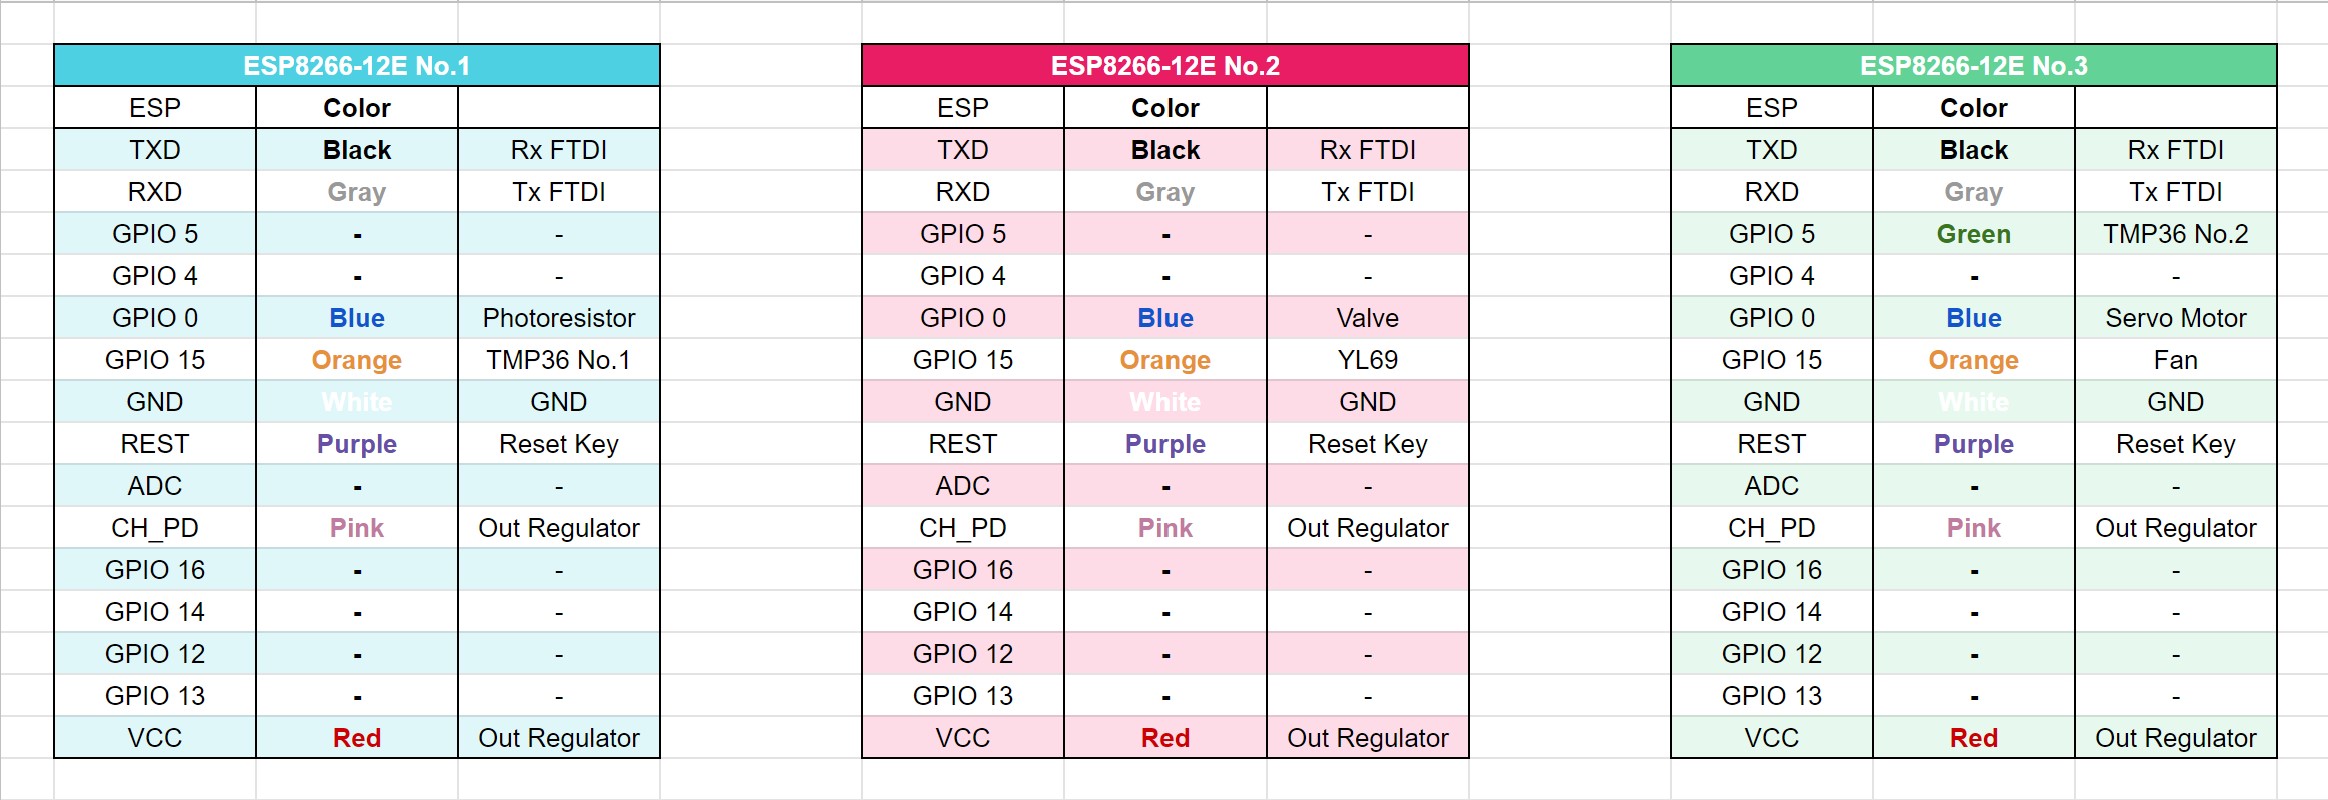 ESP8266-12E No.1 ESP8266-12E No.2 ESP8266-12E No.3
ESP Color ESP Color ESP Color
TXD Black Rx FTDI TXD Black Rx FTDI TXD Black Rx FTDI
RXD Gray Tx FTDI RXD Gray Tx FTDI RXD Gray Tx FTDI
GPIO 5 - - GPIO 5 - - GPIO 5 Green TMP36 No.2
GPIO 4 - - GPIO 4 - - GPIO 4 - -
GPIO 0 Blue Photoresistor GPIO 0 Blue Valve GPIO 0 Blue Servo Motor
GPIO 15 Orange TMP36 No.1 GPIO 15 Orange YL69 GPIO 15 Orange Fan
GND White GND GND White GND GND White GND
REST Purple Reset Key REST Purple Reset Key REST Purple Reset Key
ADC - - ADC - - ADC - -
CH_PD Pink Out Regulator CH_PD Pink Out Regulator CH_PD Pink Out Regulator
GPIO 16 - - GPIO 16 - - GPIO 16 - -
GPIO 14 - - GPIO 14 - - GPIO 14 - -
GPIO 12 - - GPIO 12 - - GPIO 12 - -
GPIO 13 - - GPIO 13 - - GPIO 13 - -
VCC Red Out Regulator VCC Red Out Regulator VCC Red Out Regulator